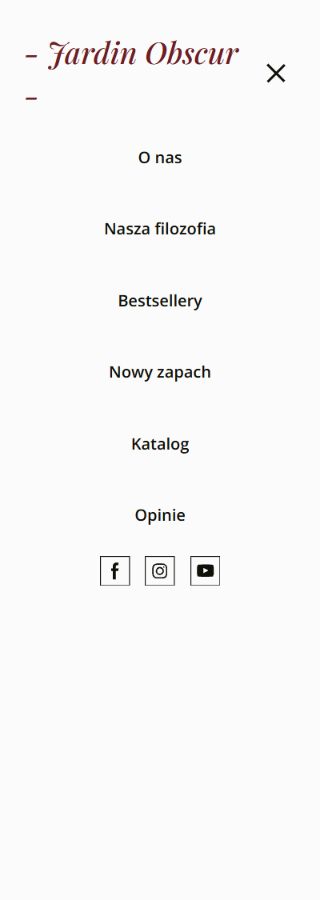 – Jardin Obscur
–
O nas
Nasza filozofia
Bestsellery
Nowy zapach
Katalog
Opinie